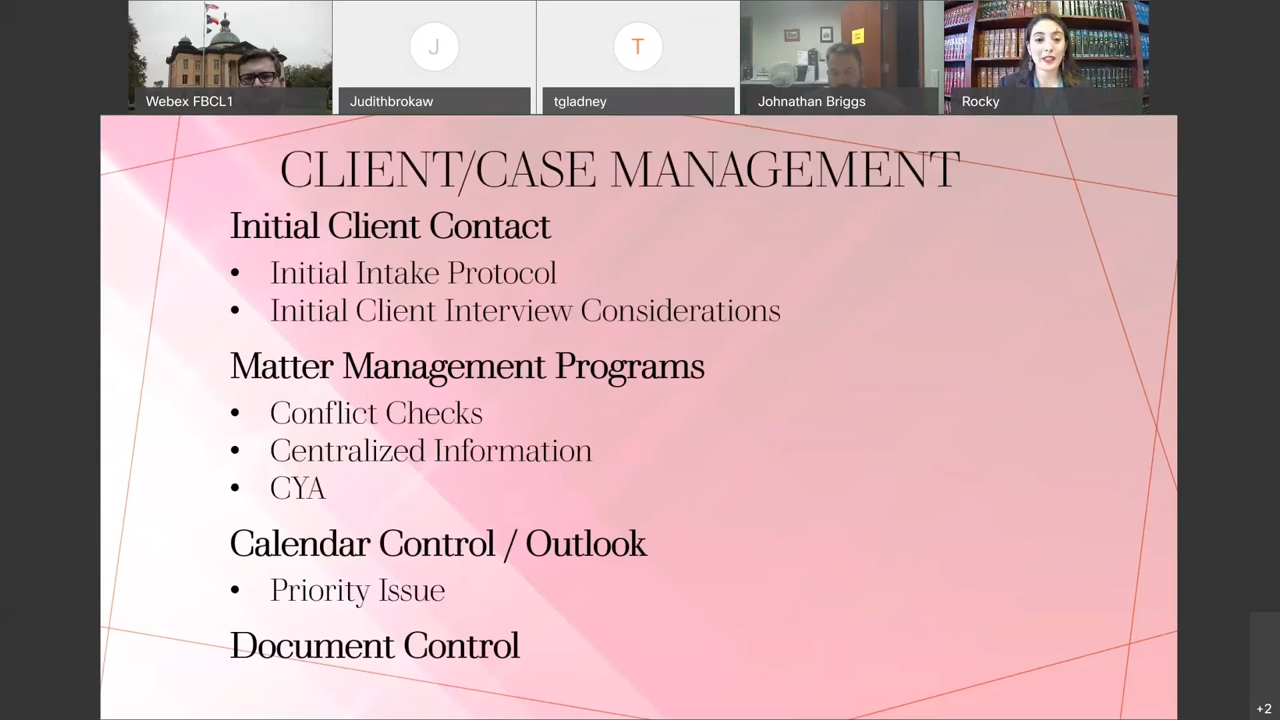 J
T
Webex FBCL1
Judithbrokaw
tgladney
Johnathan Briggs
Rocky
CLIENT/CASE MANAGEMENT
Initial Client Contact
• Initial Intake Protocol
• Initial Client Interview Considerations
Matter Management Programs
• Conflict Checks
• Centralized Information
• CYA
Calendar Control / Outlook
• Priority Issue
Document Control
+2